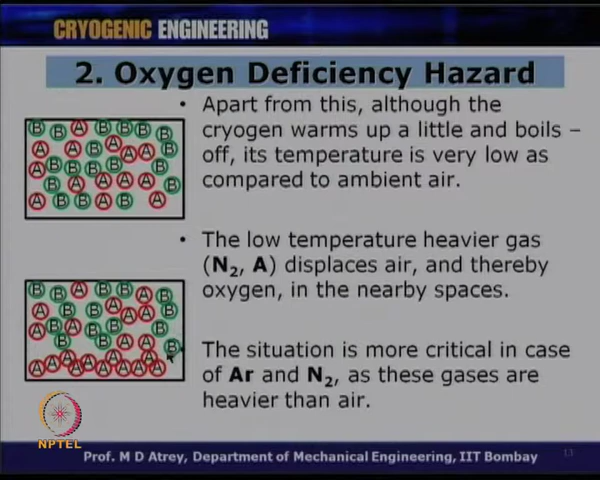 CRYOGENIC ENGINEERING
2. Oxygen Deficiency Hazard
• Apart from this, although the
cryogen warms up a little and boils –
off, its temperature is very low as
compared to ambient air.
• The low temperature heavier gas
(N₂, A) displaces air, and thereby
oxygen, in the nearby spaces.
• The situation is more critical in case
of Ar and N₂, as these gases are
heavier than air.
NPTEL
Prof. M D Atrey, Department of Mechanical Engineering, IIT Bombay
13